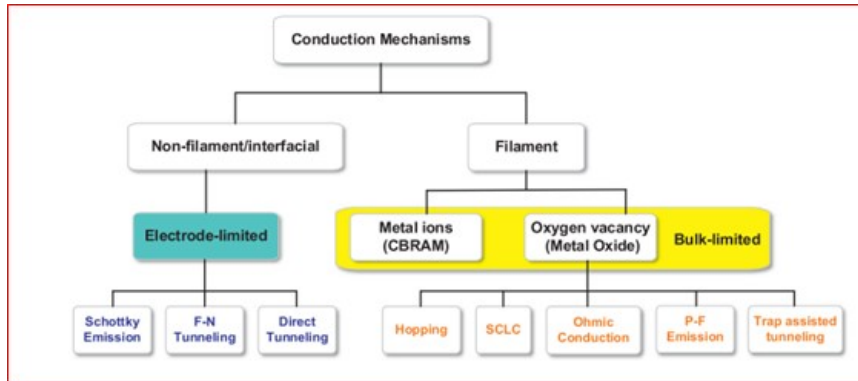 Conduction Mechanisms
Non-filament/interfacial
Filament
Electrode-limited
Metal ions
(CBRAM)
Oxygen vacancy
(Metal Oxide)
Bulk-limited
Schottky
Emission
F-N
Tunneling
Direct
Tunneling
Hopping
SCLC
Ohmic
Conduction
P-F
Emission
Trap assisted
tunneling